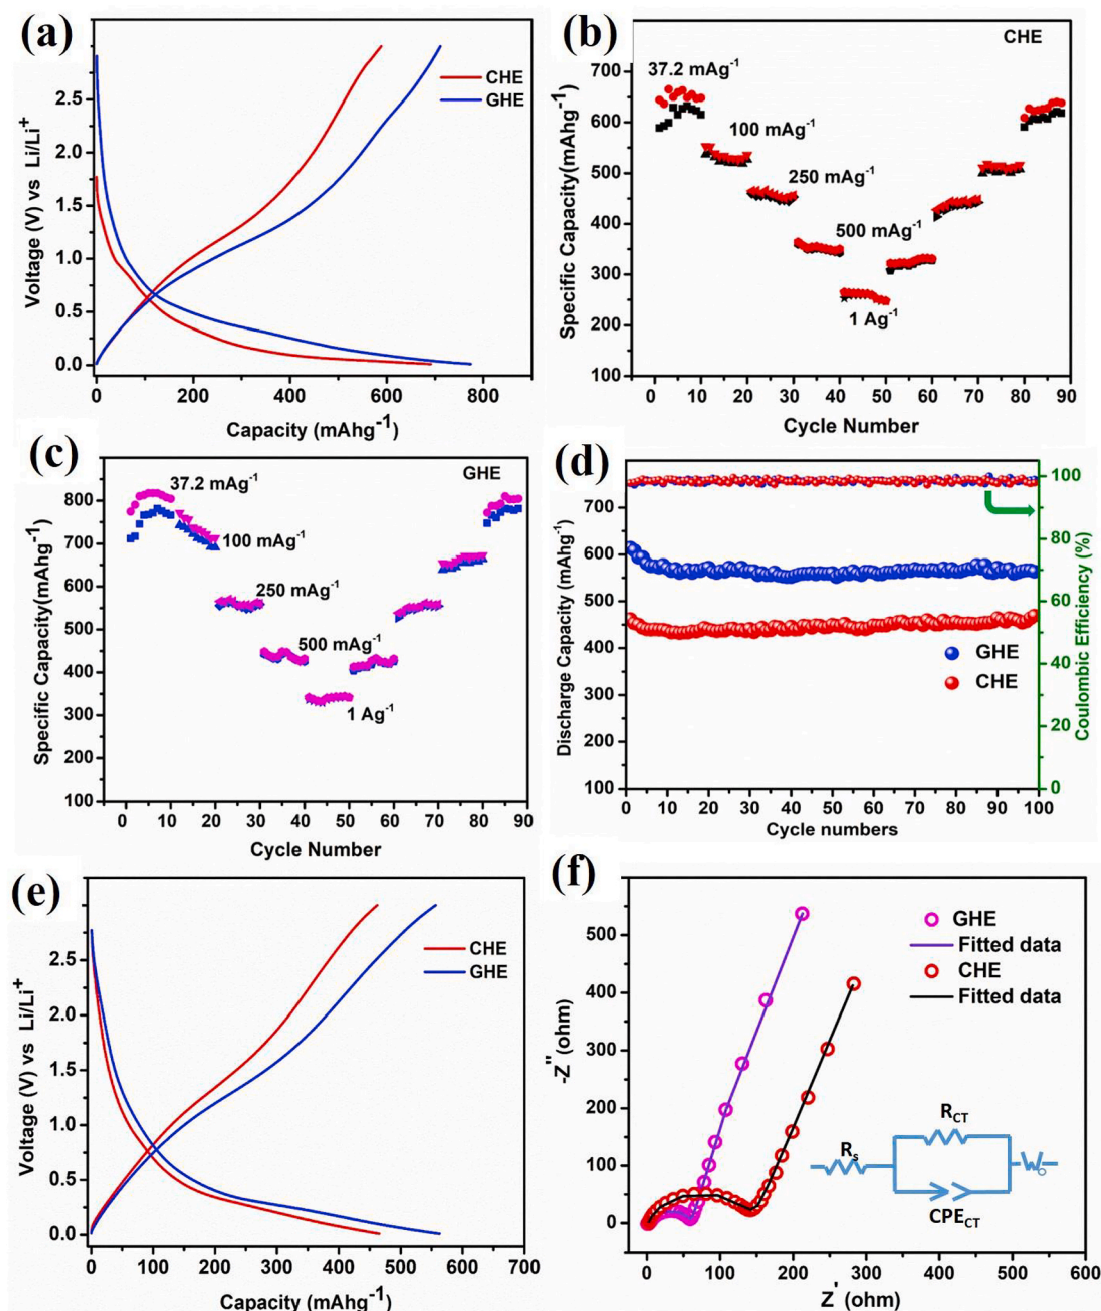 (a)
CHE
GHE
Voltage (V) vs Li/Li+
2.5
2.0
1.5
1.0
0.5
0.0
0 200 400 600 800
Capacity (mAhg-1)
(b)
CHE
37.2 mAg-1
100 mAg-1
250 mAg-1
500 mAg-1
1 Ag-1
Specific Capacity(mAhg-1)
700
600
500
400
300
200
100
0 10 20 30 40 50 60 70 80 90
Cycle Number
(c)
GHE
37.2 mAg-1
100 mAg-1
250 mAg-1
500 mAg-1
1 Ag-1
Specific Capacity(mAhg-1)
800
700
600
500
400
300
200
100
0 10 20 30 40 50 60 70 80 90
Cycle Number
(d)
Discharge Capacity (mAhg-1)
750
600
550
450
400
350
300
250
200
150
100
GHE
CHE
100
80
60
40
20
0
Coulombic Efficiency (%)
0 10 20 30 40 50 60 70 80 90 100
Cycle numbers
(e)
CHE
GHE
Voltage (V) vs Li/Li+
2.5
2.0
1.5
1.0
0.5
0.0
0 100 200 300 400 500 600 700
Capacity (mAhg-1)
(f)
GHE
Fitted data
CHE
Fitted data
-Z" (ohm)
500
400
300
200
100
50
0
RCT
Rs
Wo
CPECT
0 100 200 300 400 500 600
Z' (ohm)